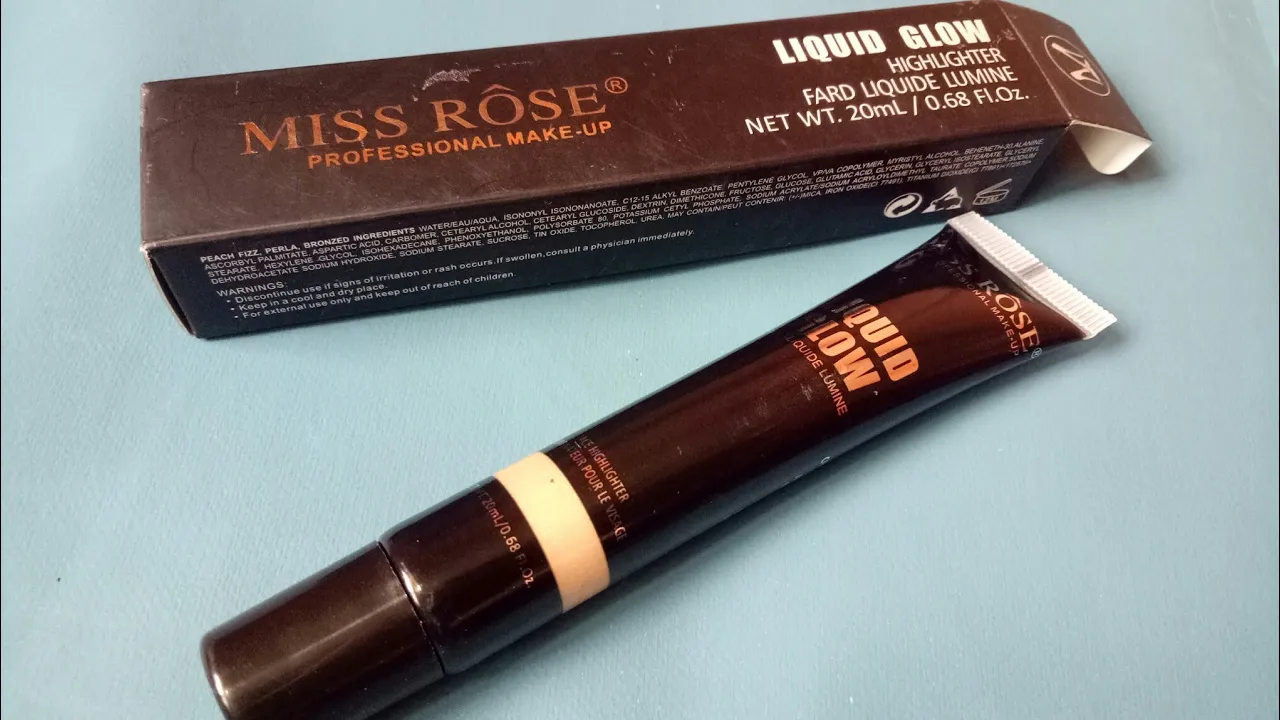 MISS RÔSE®
PROFESSIONAL MAKE-UP
LIQUID GLOW
HIGHLIGHTER
FARD LIQUIDE LUMINE
NET WT. 20mL / 0.68 Fl.Oz.
PEACH FIZZ, PERLA, BRONZED INGREDIENTS WATER/EAU/AQUA, ISONONYL ISONONANOATE, C12-15 ALKYL BENZOATE, PENTYLENE GLYCOL, VP/VA COPOLYMER, MYRISTYL ALCOHOL, BEHENETH-30, ALANINE,
ASCORBYL PALMITATE, ASPARTIC ACID, CARBOMER, CETEARYL ALCOHOL, CETEARYL GLUCOSIDE, DEXTRIN, DIMETHICONE, FRUCTOSE, GLUCOSE, GLUTAMIC ACID, GLYCERIN, GLYCERYL ISOSTEARATE, GLYCERYL
STEARATE, HEXYLENE GLYCOL, ISOHEXADECANE, PHENOXYETHANOL, POLYSORBATE 80, POTASSIUM CETYL PHOSPHATE, SODIUM ACRYLATE/SODIUM ACRYLOYLDIMETHYL TAURATE COPOLYMER SODIUM
DEHYDROACETATE SODIUM HYDROXIDE, SODIUM STEARATE, SUCROSE, TIN OXIDE, TOCOPHEROL, UREA. MAY CONTAIN/PEUT CONTENIR: (+/-)MICA, IRON OXIDE(CI 77491), TITANIUM DIOXIDE(CI 77891)
WARNINGS:
• Discontinue use if signs of irritation or rash occurs.If swollen,consult a physician immediately.
• Keep in a cool and dry place.
• For external use only and keep out of reach of children.
RÔSE®
MAKE-UP
IQUID
LOW
QUIDE LUMINE
HIGHLIGHTER
EUR POUR LE VISAGE
20mL/0.68 Fl.Oz.